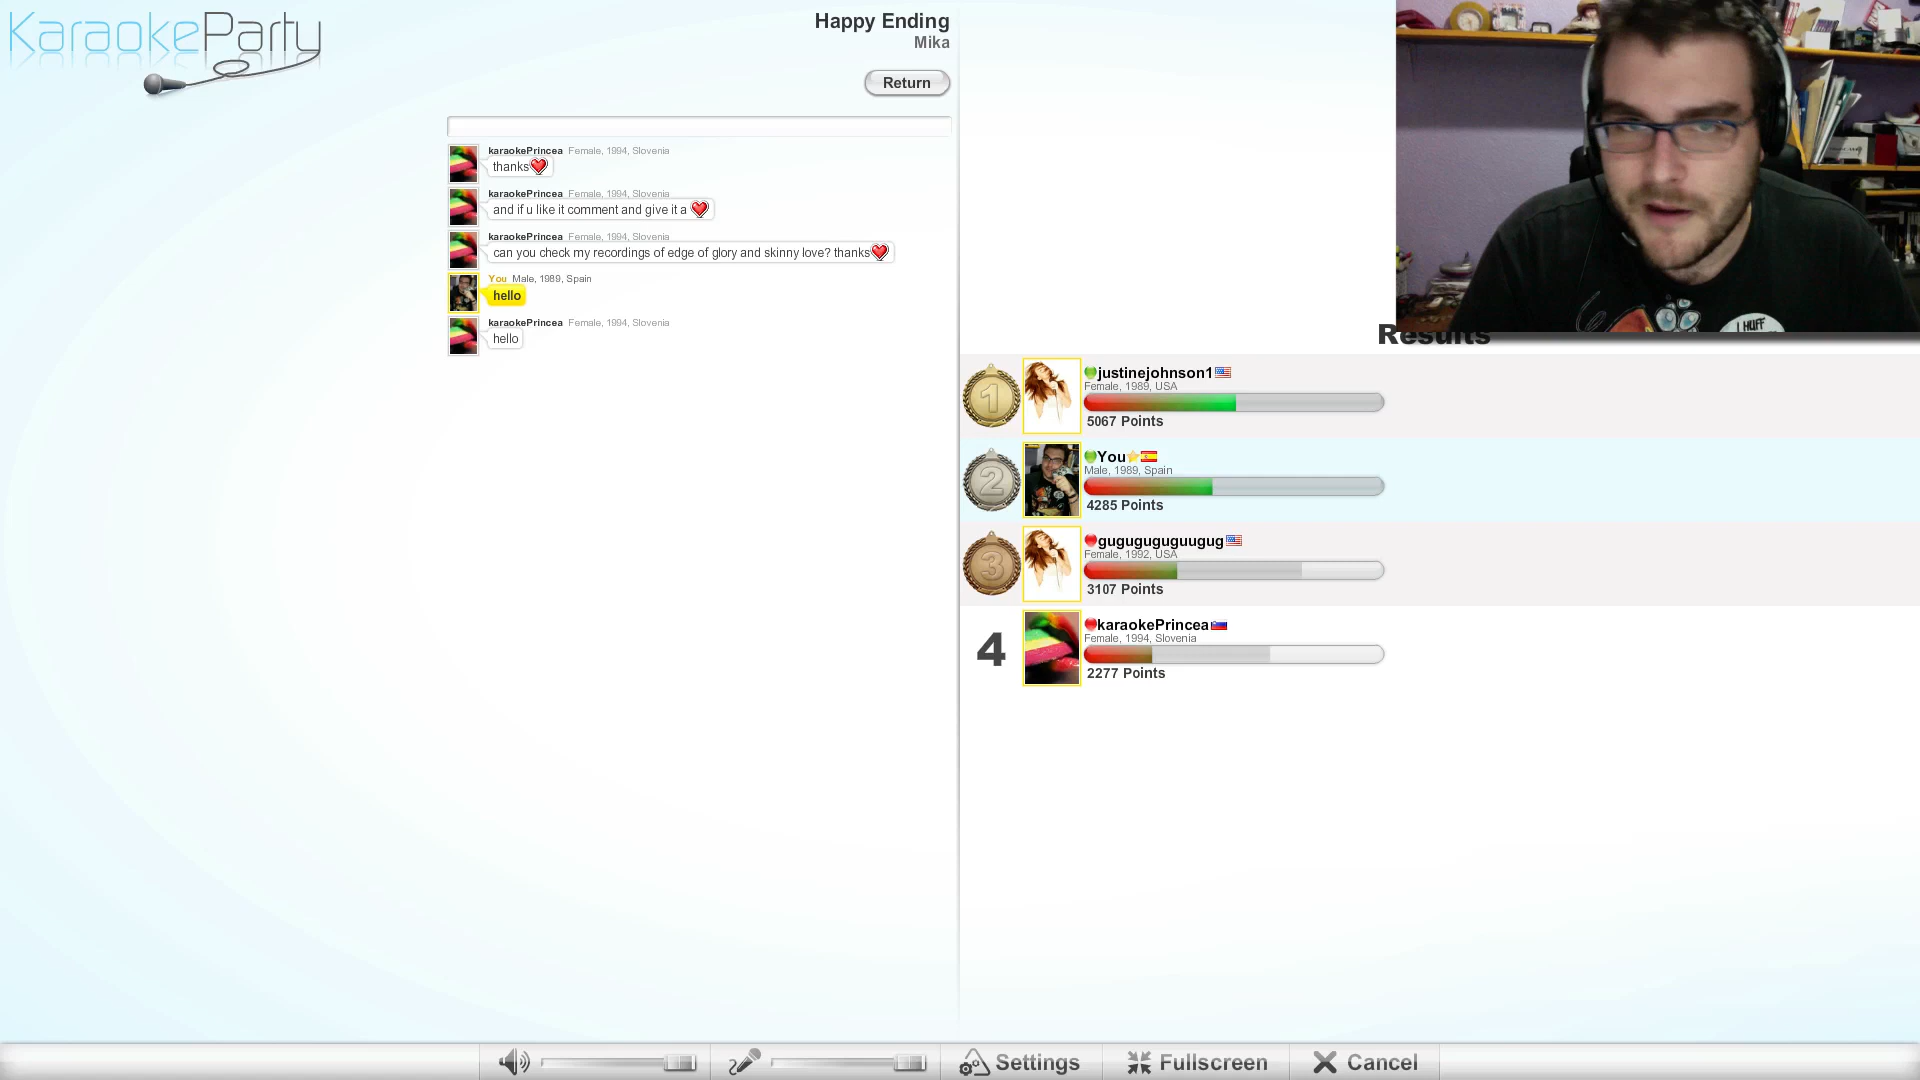 KaraokeParty
Happy Ending
Mika
Return
karaokePrincea Female, 1994, Slovenia
thanks
karaokePrincea Female, 1994, Slovenia
and if u like it comment and give it a
karaokePrincea Female, 1994, Slovenia
can you check my recordings of edge of glory and skinny love? thanks
You Male, 1989, Spain
hello
karaokePrincea Female, 1994, Slovenia
hello
I HUFF
Results
1
justinejohnson1
Female, 1989, USA
5067 Points
2
You
Male, 1989, Spain
4285 Points
3
guguguguguugug
Female, 1992, USA
3107 Points
4
karaokePrincea
Female, 1994, Slovenia
2277 Points
Settings
Fullscreen
Cancel